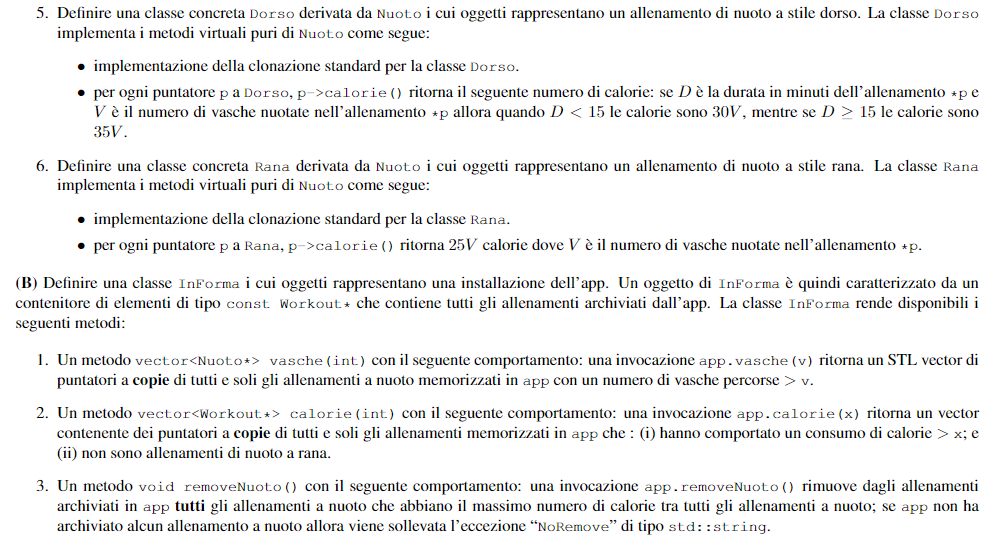 5. Definire una classe concreta Dorso derivata da Nuoto i cui oggetti rappresentano un allenamento di nuoto a stile dorso. La classe Dorso
implementa i metodi virtuali puri di Nuoto come segue:
• implementazione della clonazione standard per la classe Dorso.
• per ogni puntatore p a Dorso, p->calorie() ritorna il seguente numero di calorie: se D è la durata in minuti dell'allenamento *p e
V è il numero di vasche nuotate nell'allenamento *p allora quando D < 15 le calorie sono 30V, mentre se D ≥ 15 le calorie sono
35V.
6. Definire una classe concreta Rana derivata da Nuoto i cui oggetti rappresentano un allenamento di nuoto a stile rana. La classe Rana
implementa i metodi virtuali puri di Nuoto come segue:
• implementazione della clonazione standard per la classe Rana.
• per ogni puntatore p a Rana, p->calorie() ritorna 25V calorie dove V è il numero di vasche nuotate nell'allenamento *p.
(B) Definire una classe InForma i cui oggetti rappresentano una installazione dell'app. Un oggetto di InForma è quindi caratterizzato da un
contenitore di elementi di tipo const Workout* che contiene tutti gli allenamenti archiviati dall'app. La classe InForma rende disponibili i
seguenti metodi:
1. Un metodo vector<Nuoto*> vasche(int) con il seguente comportamento: una invocazione app.vasche(v) ritorna un STL vector di
puntatori a copie di tutti e soli gli allenamenti a nuoto memorizzati in app con un numero di vasche percorse > v.
2. Un metodo vector<Workout*> calorie(int) con il seguente comportamento: una invocazione app.calorie(x) ritorna un vector
contenente dei puntatori a copie di tutti e soli gli allenamenti memorizzati in app che : (i) hanno comportato un consumo di calorie > x; e
(ii) non sono allenamenti di nuoto a rana.
3. Un metodo void removeNuoto() con il seguente comportamento: una invocazione app.removeNuoto() rimuove dagli allenamenti
archiviati in app tutti gli allenamenti a nuoto che abbiano il massimo numero di calorie tra tutti gli allenamenti a nuoto; se app non ha
archiviato alcun allenamento a nuoto allora viene sollevata l'eccezione "NoRemove" di tipo std::string.